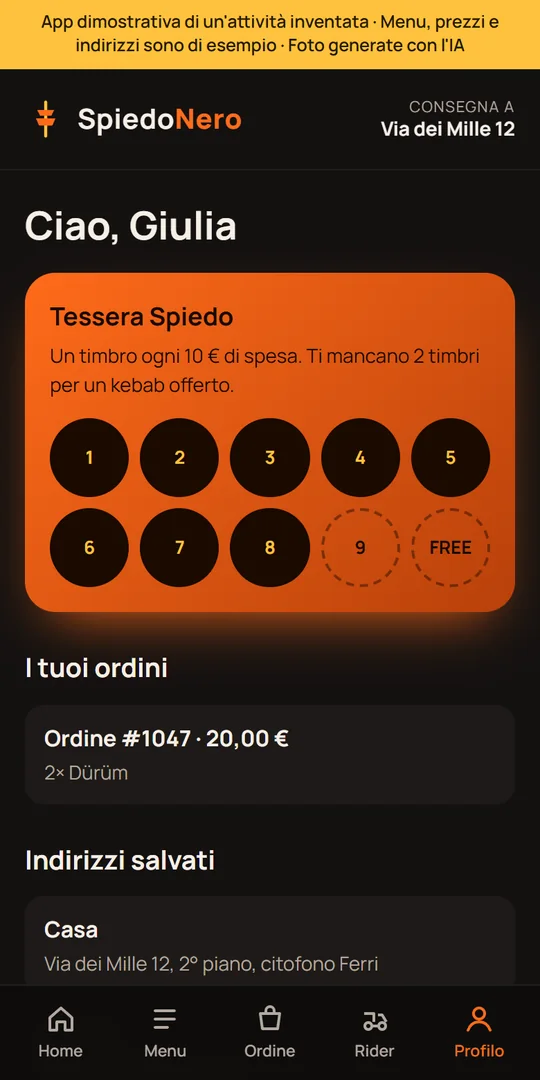 App dimostrativa di un'attività inventata · Menu, prezzi e
indirizzi sono di esempio · Foto generate con l'IA
SpiedoNero
CONSEGNA A
Via dei Mille 12
Ciao, Giulia
Tessera Spiedo
Un timbro ogni 10 € di spesa. Ti mancano 2 timbri
per un kebab offerto.
1 2 3 4 5
6 7 8 9 FREE
I tuoi ordini
Ordine #1047 · 20,00 €
2× Dürüm
Indirizzi salvati
Casa
Via dei Mille 12, 2° piano, citofono Ferri
Home Menu Ordine Rider Profilo